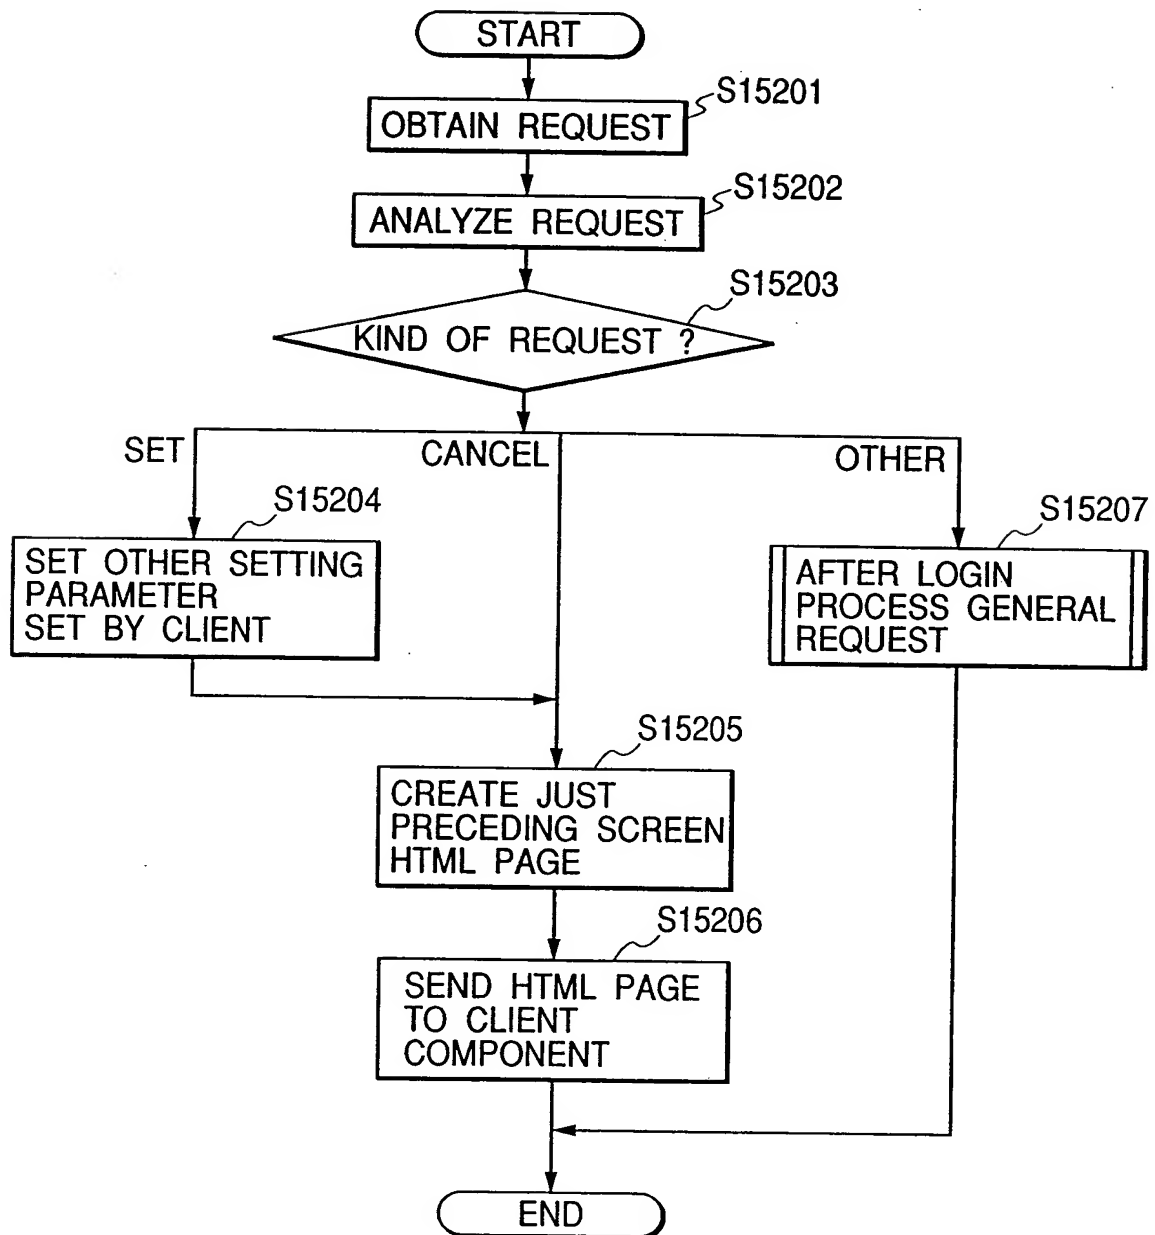 START
S15201
OBTAIN REQUEST
S15202
ANALYZE REQUEST
S15203
KIND OF REQUEST ?
SET
CANCEL
OTHER
S15204
SET OTHER SETTING
PARAMETER
SET BY CLIENT
S15207
AFTER LOGIN
PROCESS GENERAL
REQUEST
S15205
CREATE JUST
PRECEDING SCREEN
HTML PAGE
S15206
SEND HTML PAGE
TO CLIENT
COMPONENT
END